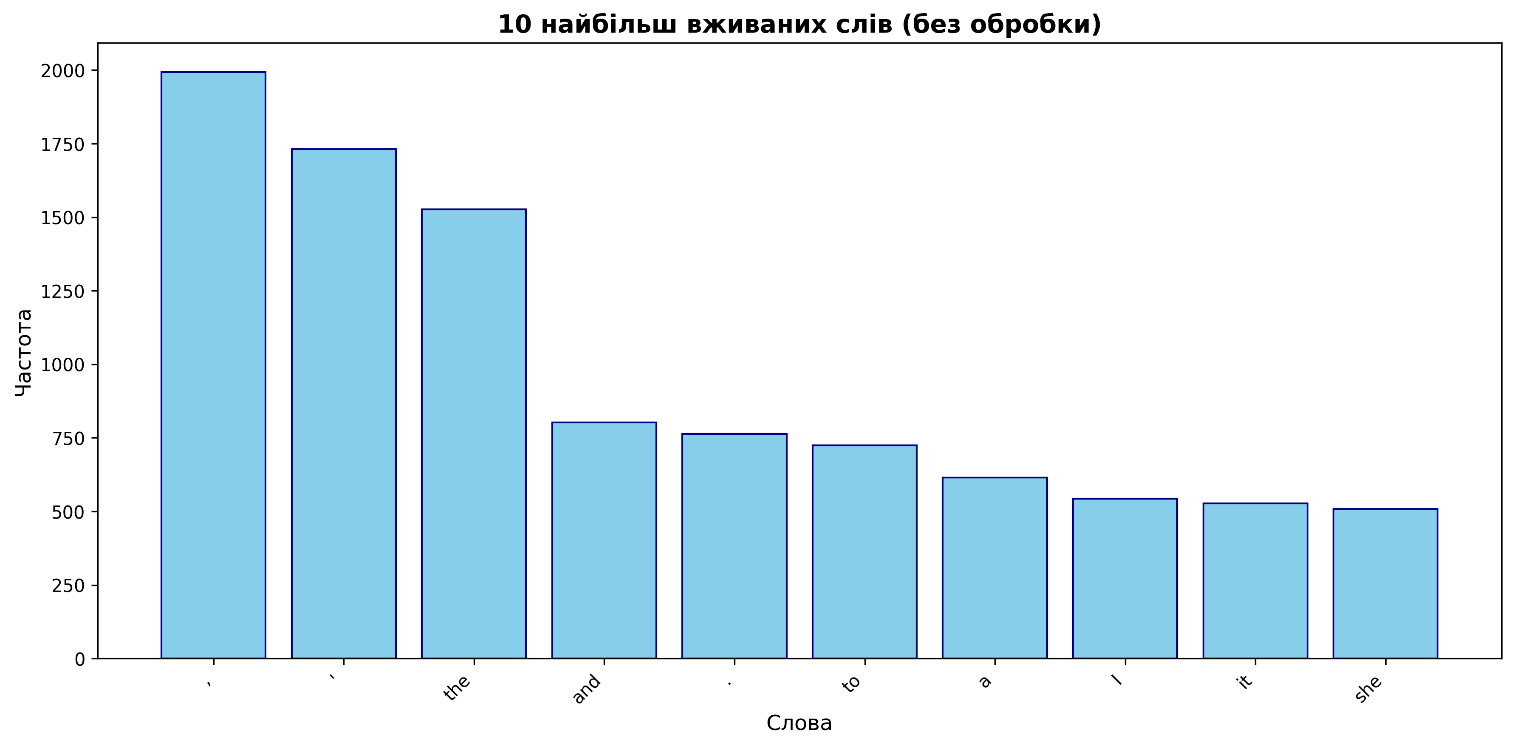 10 найбільш вживаних слів (без обробки)
Частота
2000
1750
1500
1250
1000
750
500
250
0
, ' the and . to a I it she
Слова